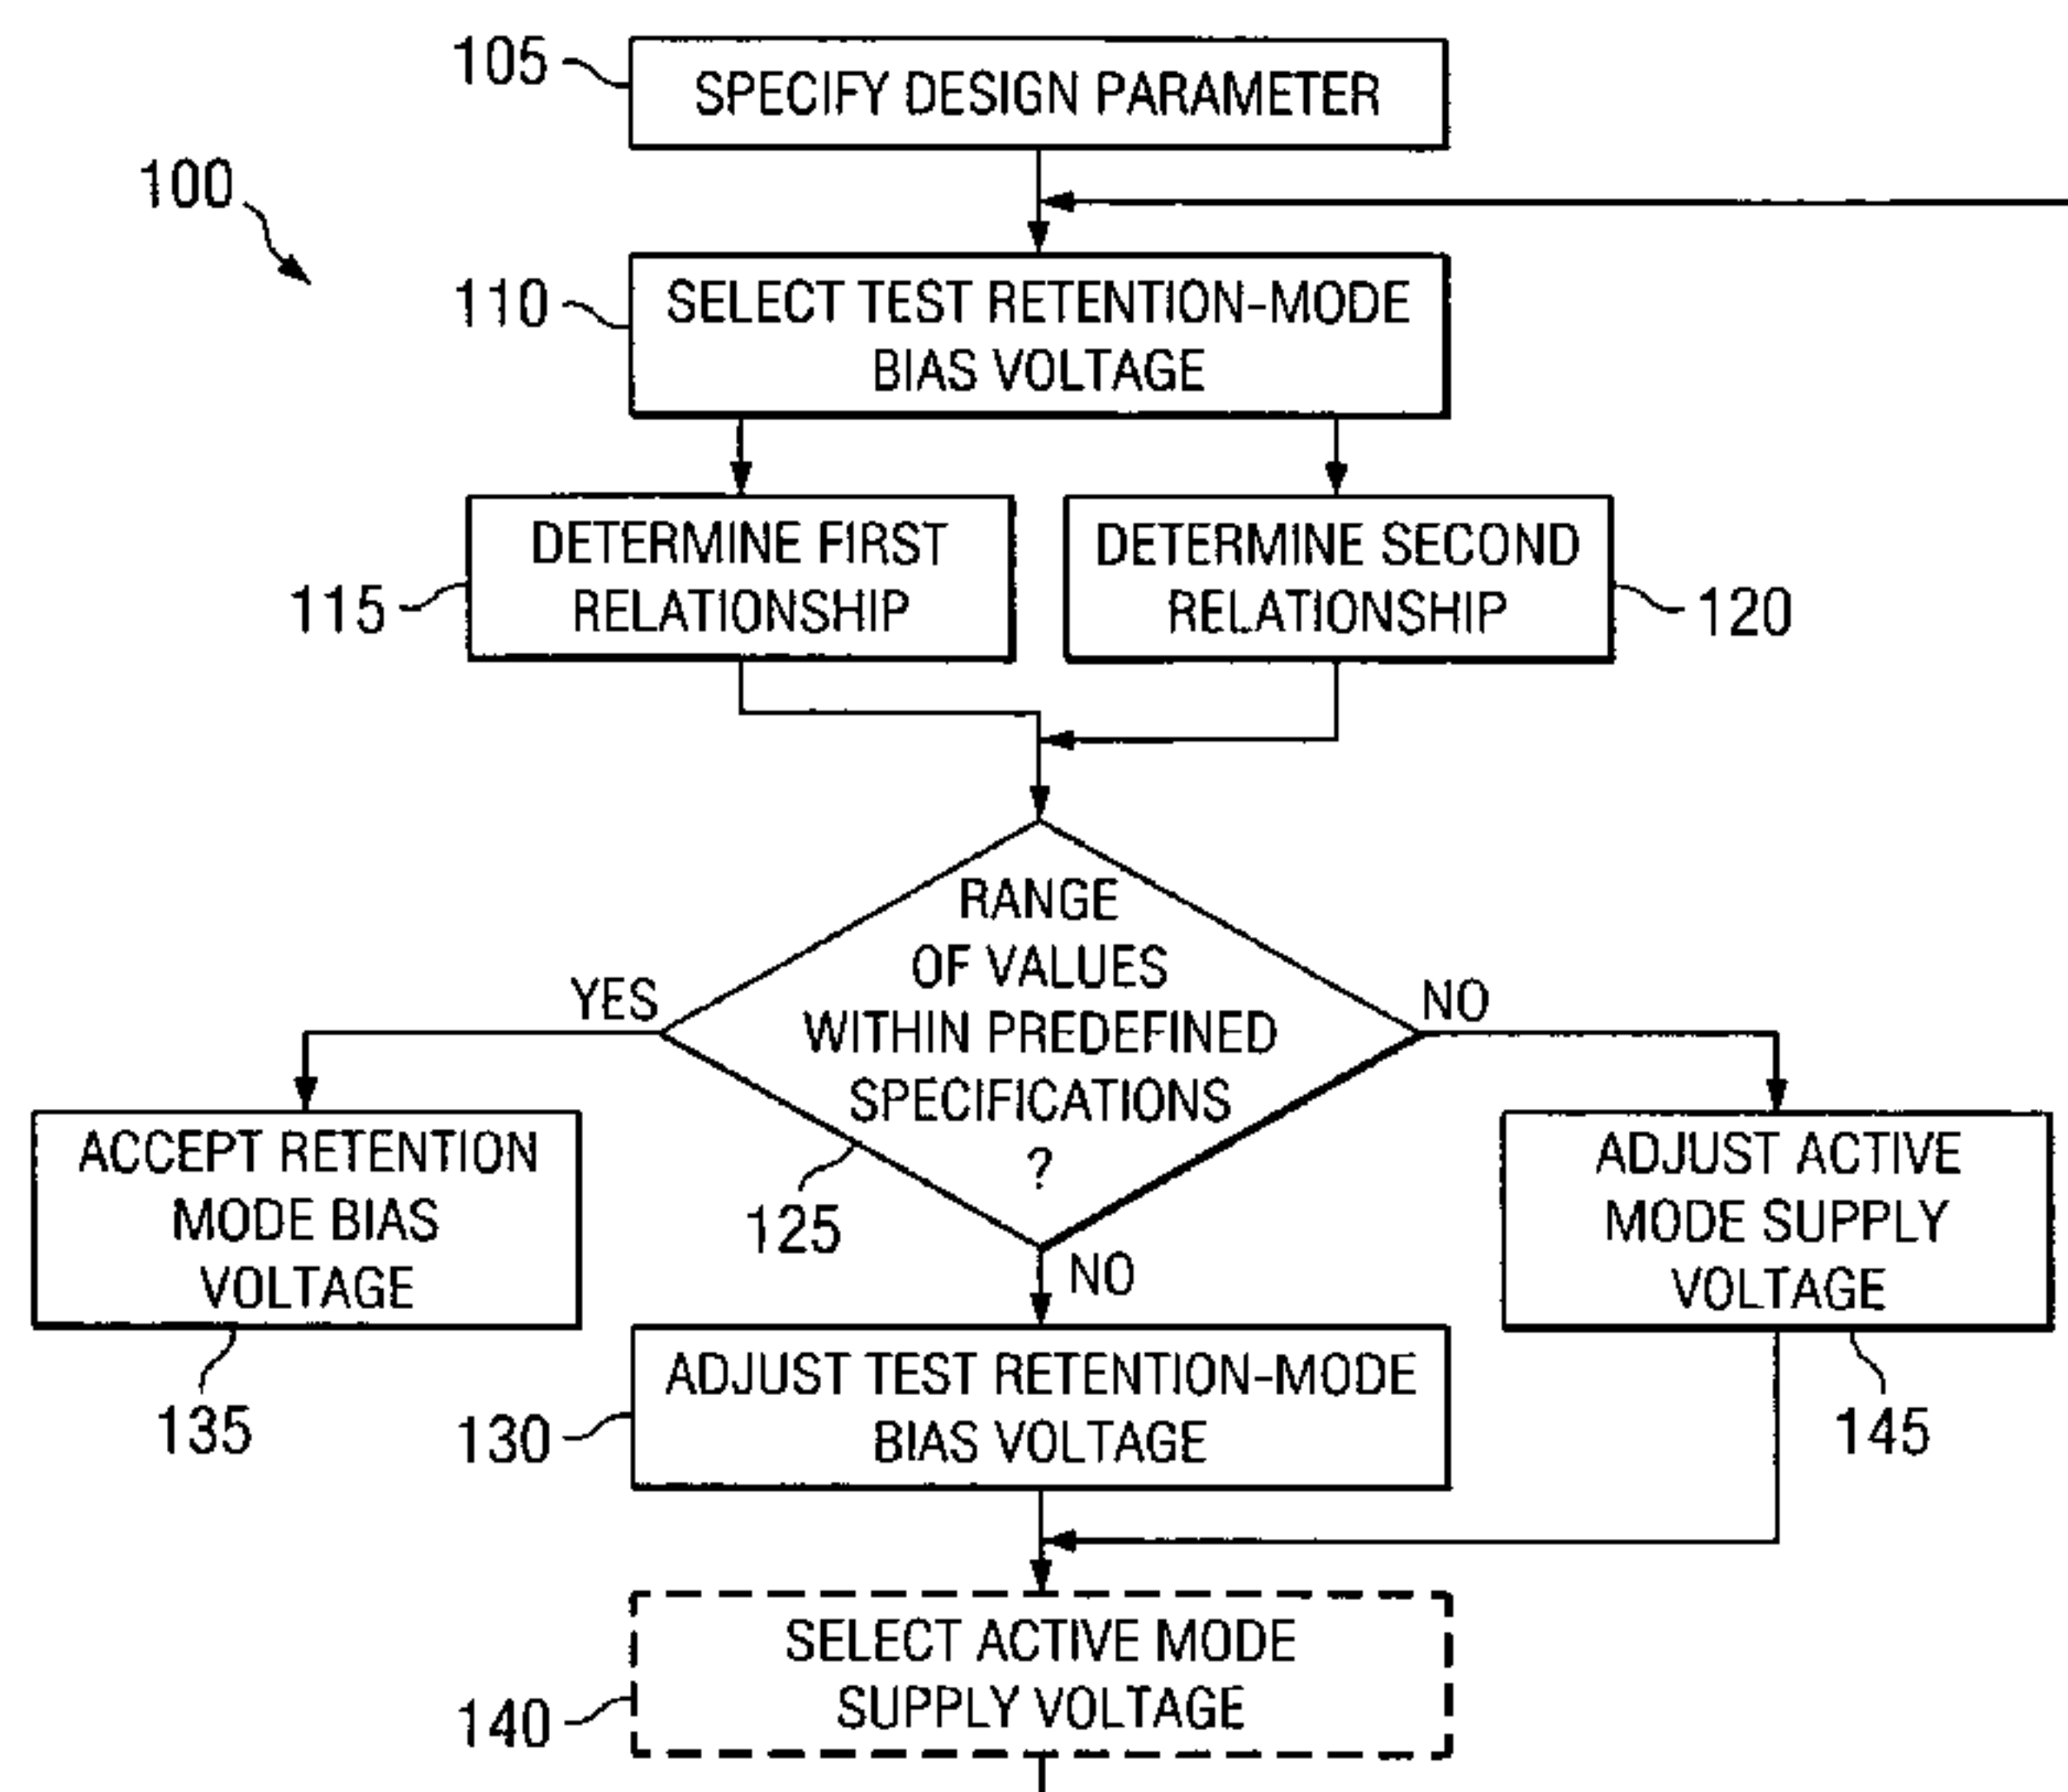 105
SPECIFY DESIGN PARAMETER
100
110
SELECT TEST RETENTION-MODE
BIAS VOLTAGE
115
DETERMINE FIRST
RELATIONSHIP
DETERMINE SECOND
RELATIONSHIP
120
RANGE
OF VALUES
WITHIN PREDEFINED
SPECIFICATIONS
?
YES
NO
125
NO
ACCEPT RETENTION
MODE BIAS
VOLTAGE
135
ADJUST ACTIVE
MODE SUPPLY
VOLTAGE
145
130
ADJUST TEST RETENTION-MODE
BIAS VOLTAGE
140
SELECT ACTIVE MODE
SUPPLY VOLTAGE